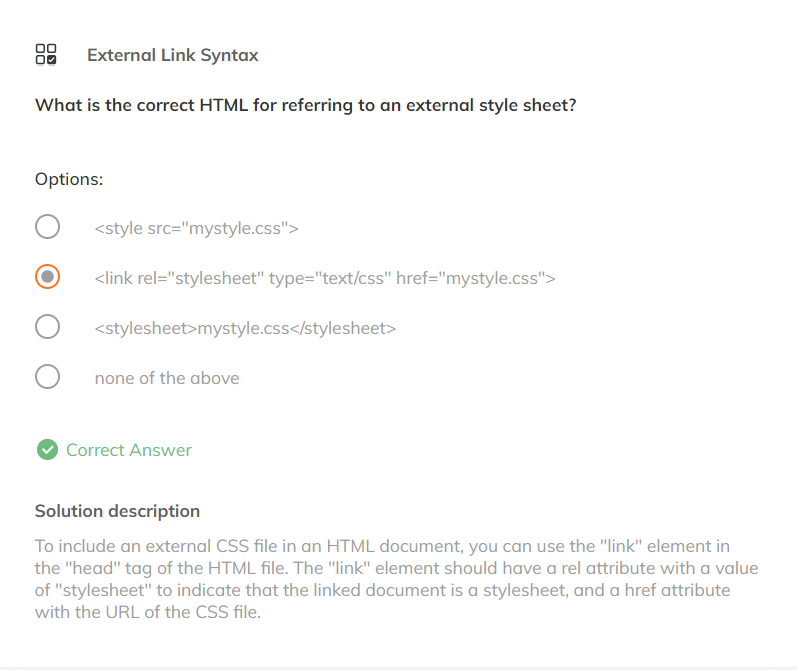 External Link Syntax
What is the correct HTML for referring to an external style sheet?
Options:
<style src="mystyle.css">
<link rel="stylesheet" type="text/css" href="mystyle.css">
<stylesheet>mystyle.css</stylesheet>
none of the above
Correct Answer
Solution description
To include an external CSS file in an HTML document, you can use the "link" element in
the "head" tag of the HTML file. The "link" element should have a rel attribute with a value
of "stylesheet" to indicate that the linked document is a stylesheet, and a href attribute
with the URL of the CSS file.